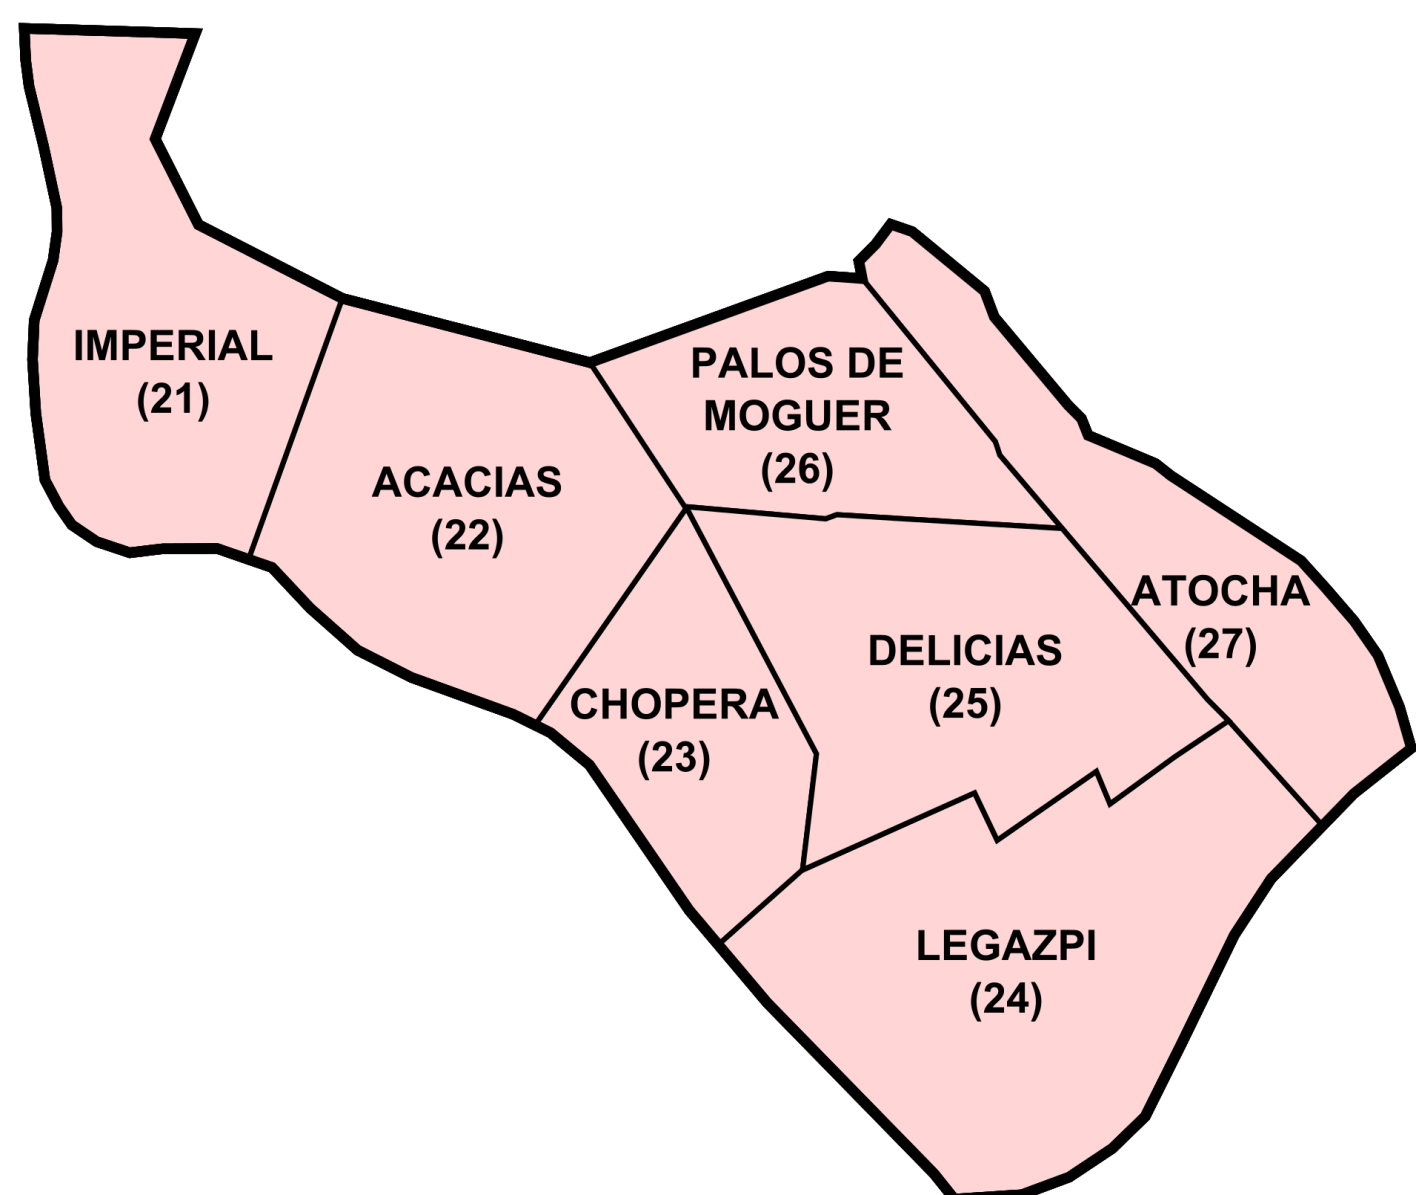 IMPERIAL
(21)
ACACIAS
(22)
PALOS DE
MOGUER
(26)
ATOCHA
(27)
DELICIAS
(25)
CHOPERA
(23)
LEGAZPI
(24)